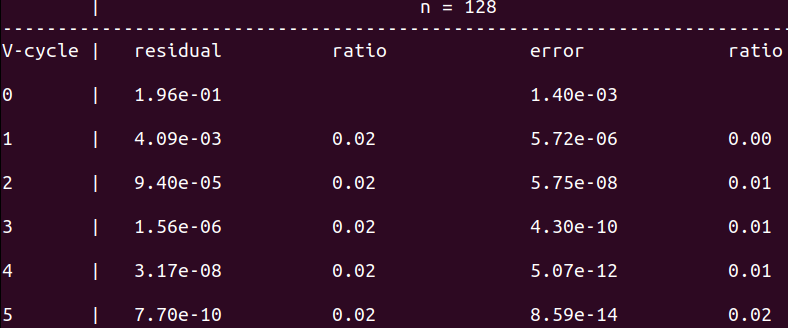 | n = 128
--------------------------------------------------------------------------------
V-cycle | residual ratio error ratio
0 | 1.96e-01 1.40e-03
1 | 4.09e-03 0.02 5.72e-06 0.00
2 | 9.40e-05 0.02 5.75e-08 0.01
3 | 1.56e-06 0.02 4.30e-10 0.01
4 | 3.17e-08 0.02 5.07e-12 0.01
5 | 7.70e-10 0.02 8.59e-14 0.02